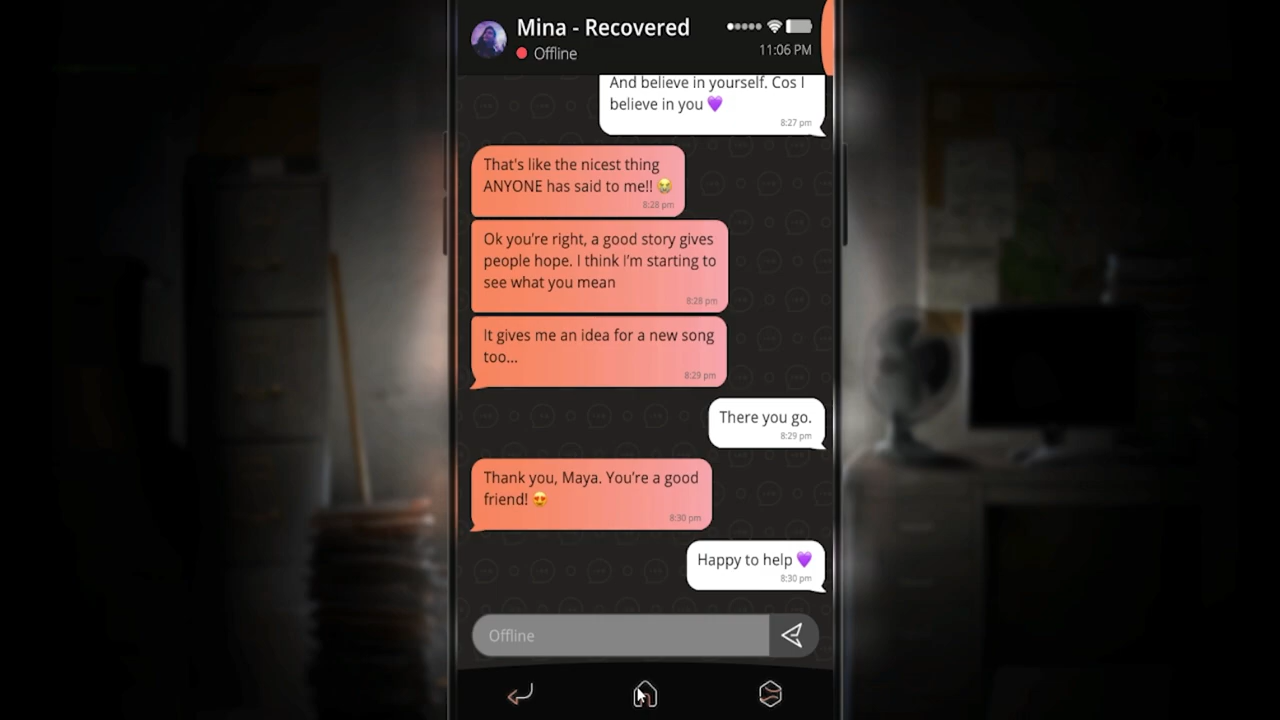 Mina - Recovered
Offline
11:06 PM
And believe in yourself. Cos I
believe in you 💜
8:27 pm
That's like the nicest thing
ANYONE has said to me!! 😭
8:28 pm
Ok you're right, a good story gives
people hope. I think I'm starting to
see what you mean
8:28 pm
It gives me an idea for a new song
too...
8:29 pm
There you go.
8:29 pm
Thank you, Maya. You're a good
friend! 😍
8:30 pm
Happy to help 💜
8:30 pm
Offline